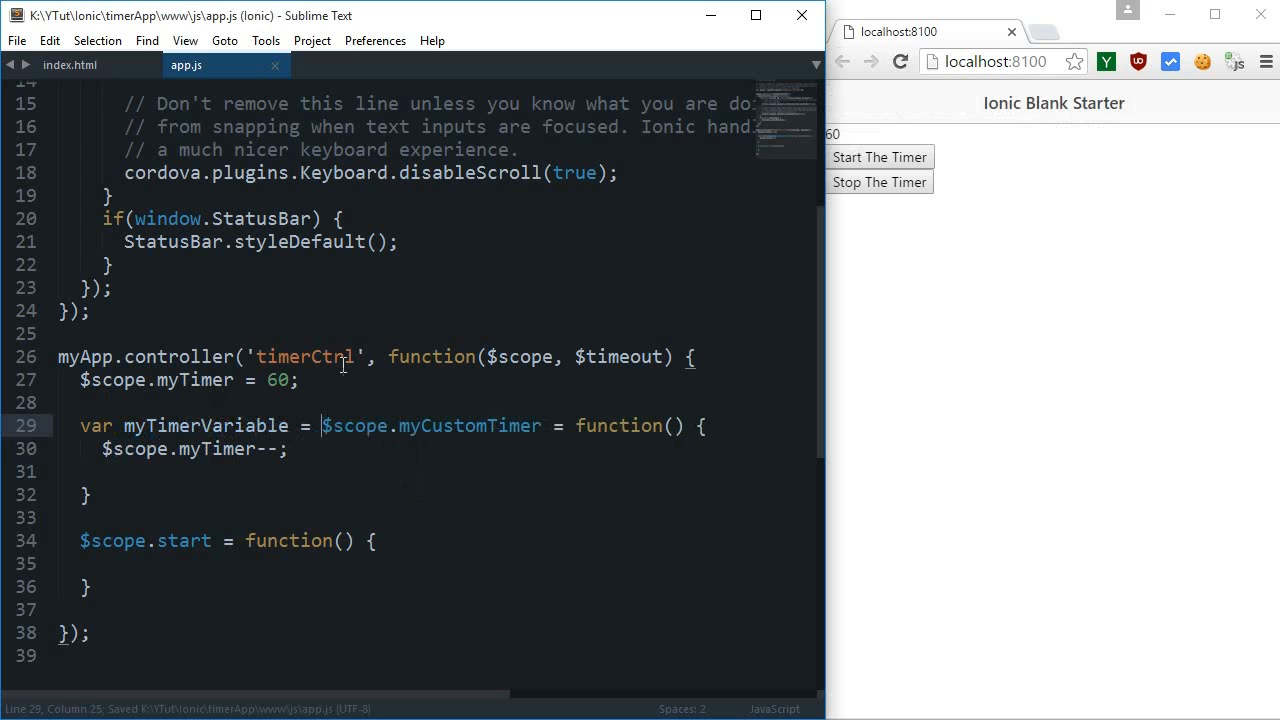 K:\YTut\Ionic\timerApp\www\js\app.js (Ionic) - Sublime Text
File Edit Selection Find View Goto Tools Project Preferences Help
index.html app.js
14
15 // Don't remove this line unless you know what you are doi
16 // from snapping when text inputs are focused. Ionic handl
17 // a much nicer keyboard experience.
18 cordova.plugins.Keyboard.disableScroll(true);
19 }
20 if(window.StatusBar) {
21 StatusBar.styleDefault();
22 }
23 });
24 });
25
26 myApp.controller('timerCtrl', function($scope, $timeout) {
27 $scope.myTimer = 60;
28
29 var myTimerVariable = $scope.myCustomTimer = function() {
30 $scope.myTimer--;
31
32 }
33
34 $scope.start = function() {
35
36 }
37
38 });
39
Line 29, Column 25, Saved K:\YTut\Ionic\timerApp\www\js\app.js (UTF-8) Spaces: 2 JavaScript
localhost:8100
localhost:8100
Ionic Blank Starter
60
Start The Timer
Stop The Timer